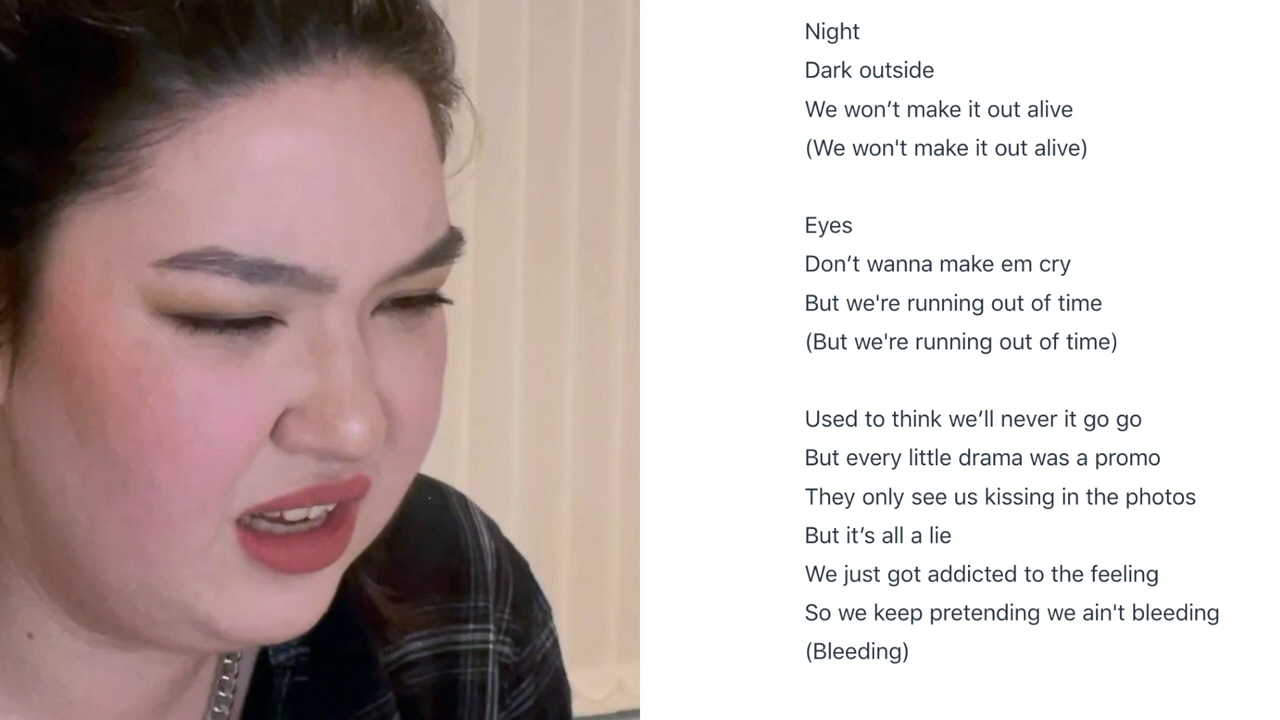 Night
Dark outside
We won’t make it out alive
(We won't make it out alive)
Eyes
Don’t wanna make em cry
But we're running out of time
(But we're running out of time)
Used to think we’ll never it go go
But every little drama was a promo
They only see us kissing in the photos
But it’s all a lie
We just got addicted to the feeling
So we keep pretending we ain't bleeding
(Bleeding)